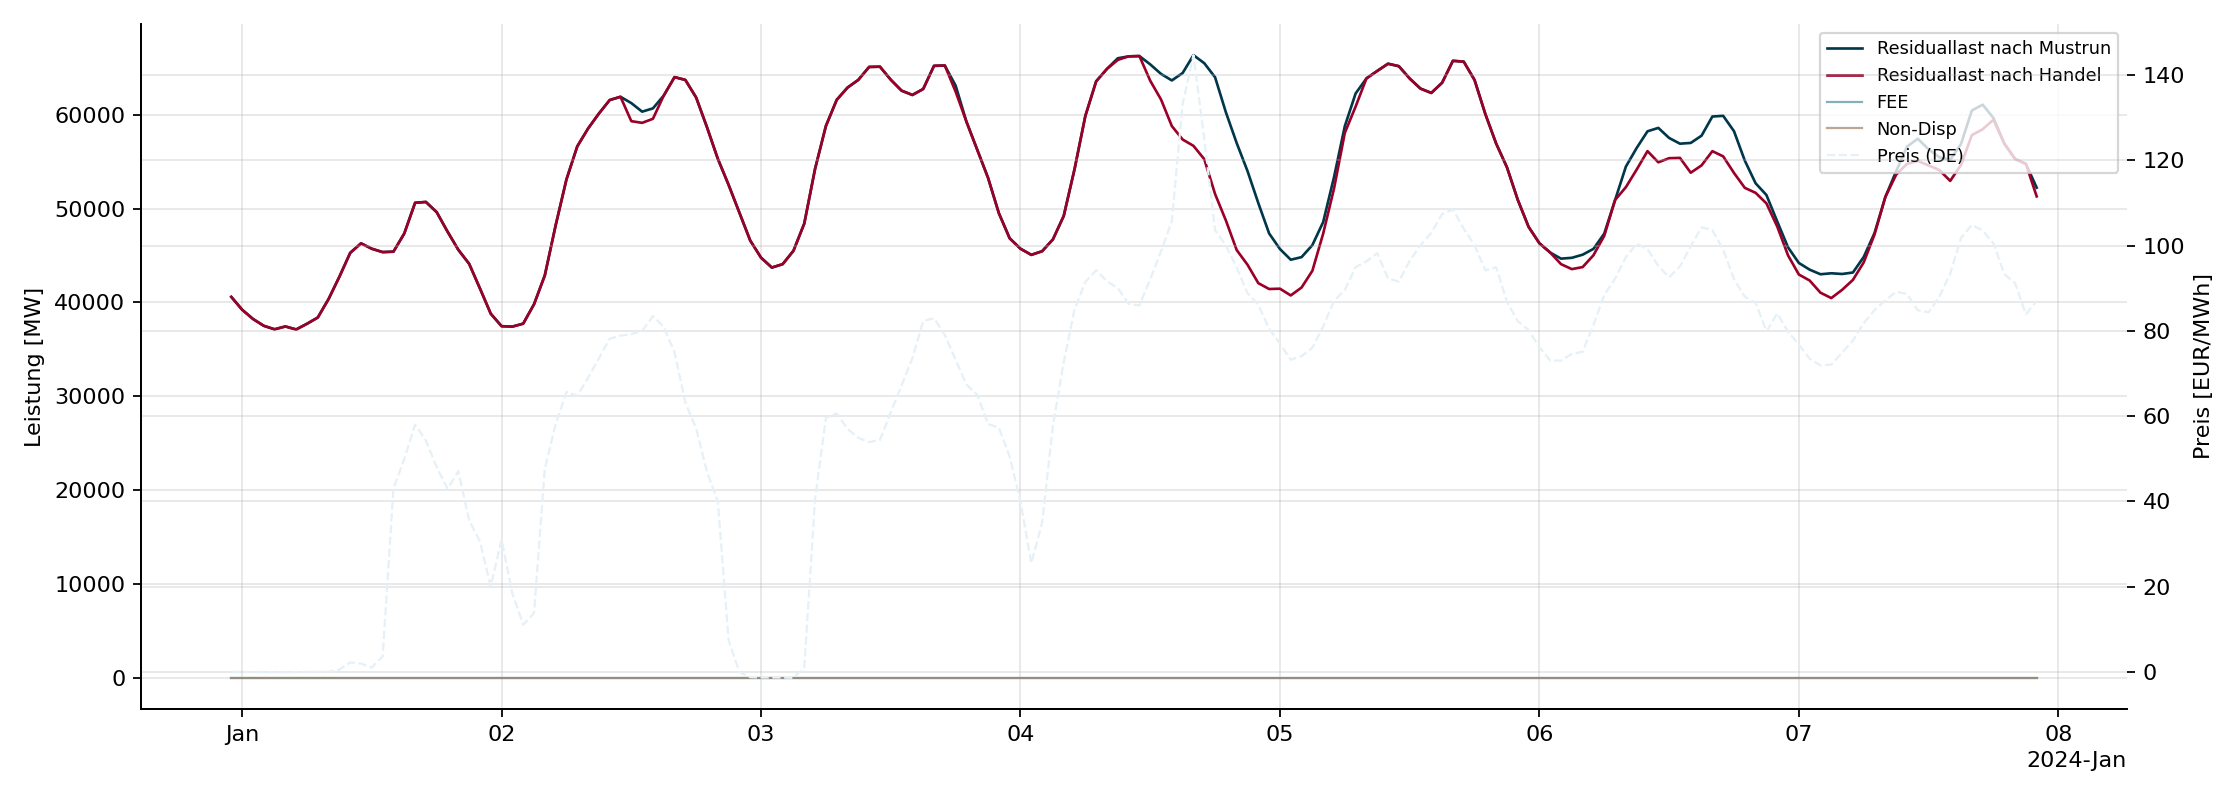 Residuallast nach Mustrun
Residuallast nach Handel
FEE
Non-Disp
Preis (DE)
Leistung [MW]
60000
50000
40000
30000
20000
10000
0
Preis [EUR/MWh]
140
120
100
80
60
40
20
0
Jan
02
03
04
05
06
07
08
2024-Jan